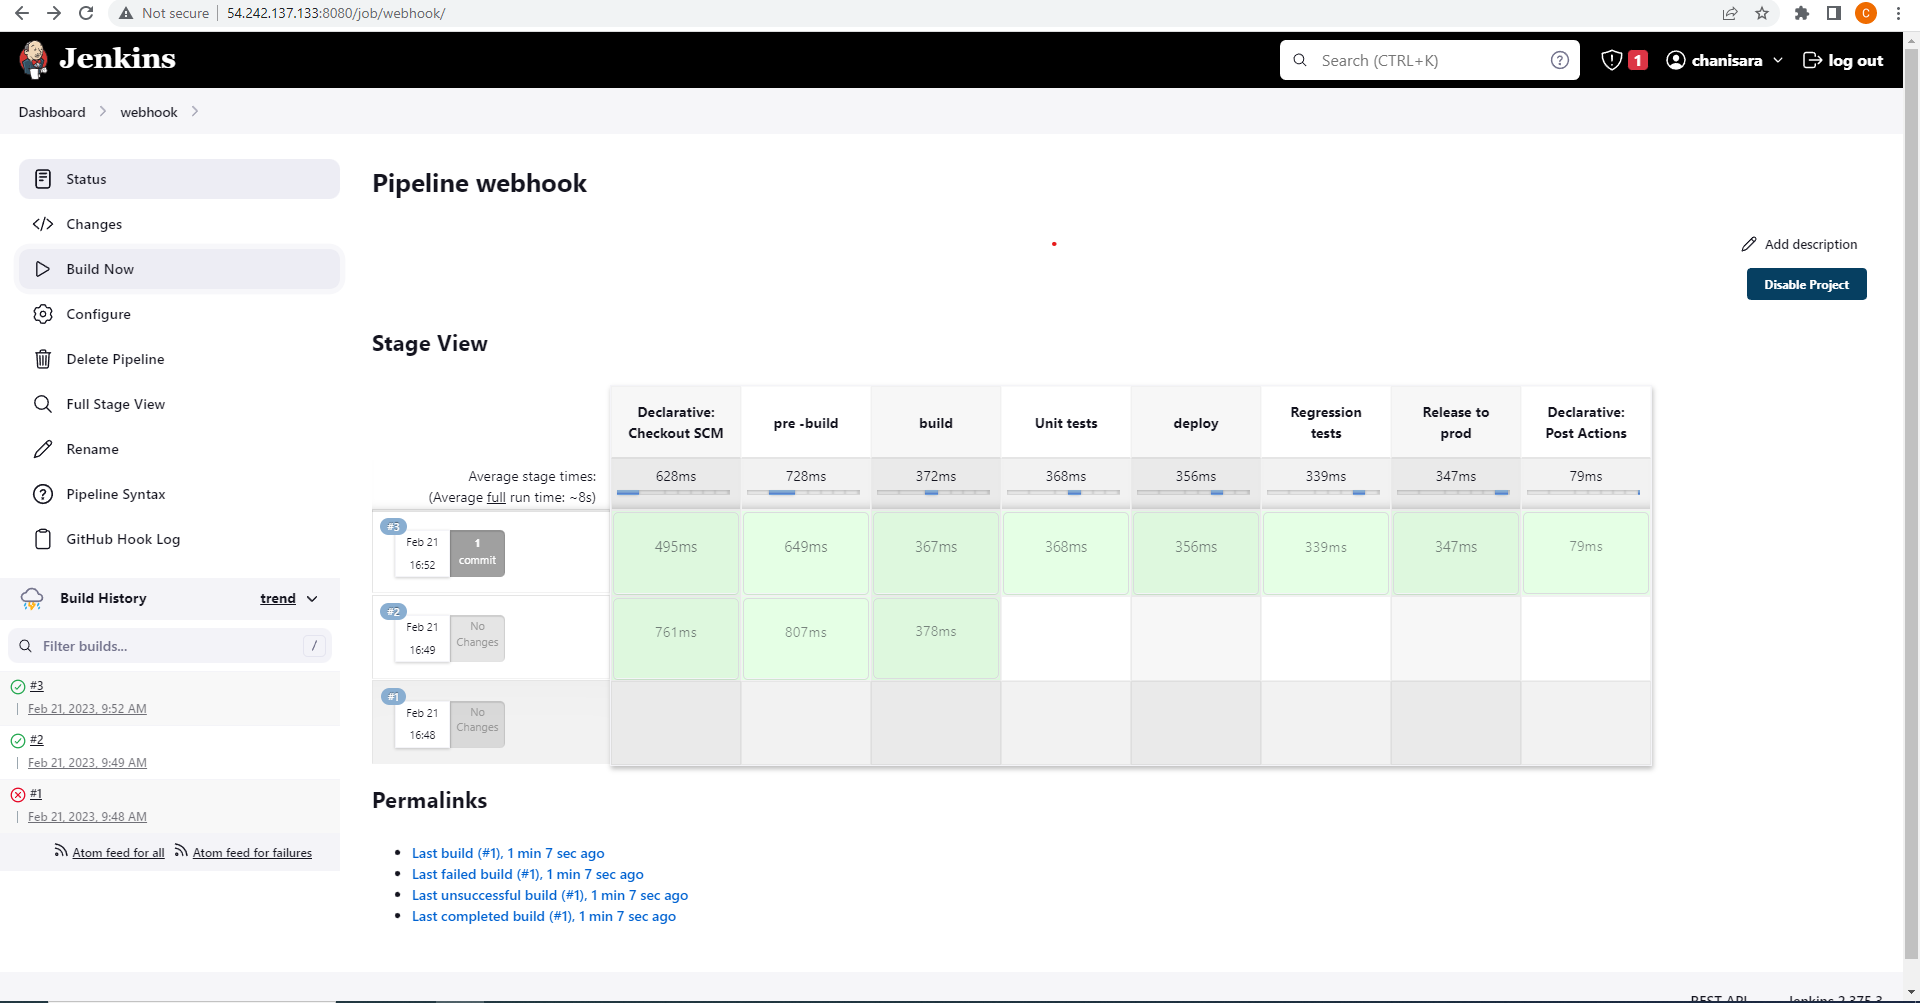 Not secure
54.242.137.133:8080/job/webhook/
C
Jenkins
Search (CTRL+K)
?
1
chanisara
log out
Dashboard
webhook
Status
Changes
Build Now
Configure
Delete Pipeline
Full Stage View
Rename
Pipeline Syntax
GitHub Hook Log
Build History
trend
Filter builds...
/
#3
Feb 21, 2023, 9:52 AM
#2
Feb 21, 2023, 9:49 AM
#1
Feb 21, 2023, 9:48 AM
Atom feed for all
Atom feed for failures
Pipeline webhook
Add description
Disable Project
Stage View
Declarative: Checkout SCM
pre -build
build
Unit tests
deploy
Regression tests
Release to prod
Declarative: Post Actions
Average stage times:
(Average full run time: ~8s)
628ms
728ms
372ms
368ms
356ms
339ms
347ms
79ms
#3
Feb 21
16:52
1
commit
495ms
649ms
367ms
368ms
356ms
339ms
347ms
79ms
#2
Feb 21
16:49
No
Changes
761ms
807ms
378ms
#1
Feb 21
16:48
No
Changes
Permalinks
Last build (#1), 1 min 7 sec ago
Last failed build (#1), 1 min 7 sec ago
Last unsuccessful build (#1), 1 min 7 sec ago
Last completed build (#1), 1 min 7 sec ago
REST API
Jenkins 2.375.3